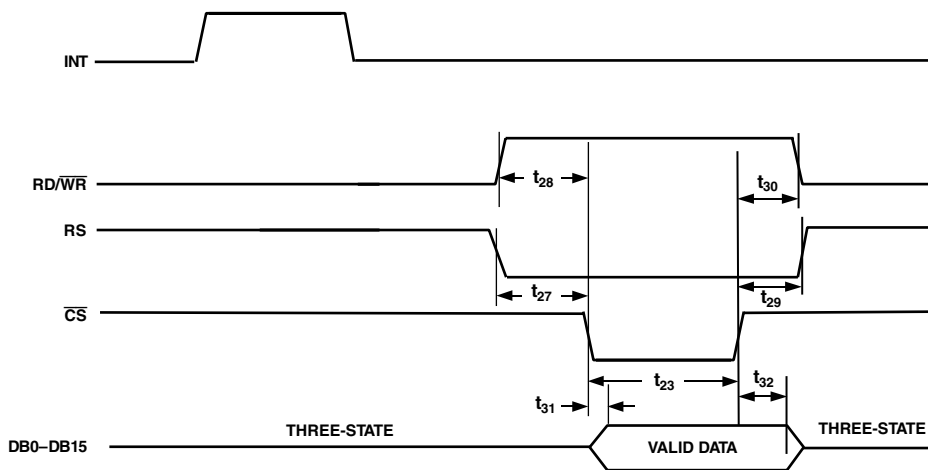 INT
RD/WR
t28
t30
RS
t27
t29
CS
t23
t32
t31
DB0–DB15
THREE-STATE
VALID DATA
THREE-STATE